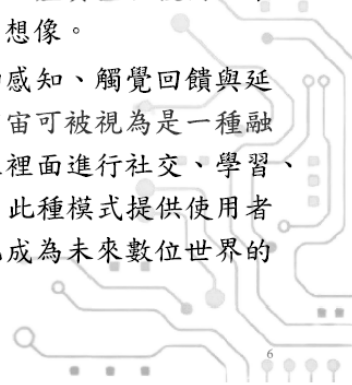 想像。
感知、觸覺回饋與延
宙可被視為是一種融
裡面進行社交、學習、
此種模式提供使用者
成為未來數位世界的
6